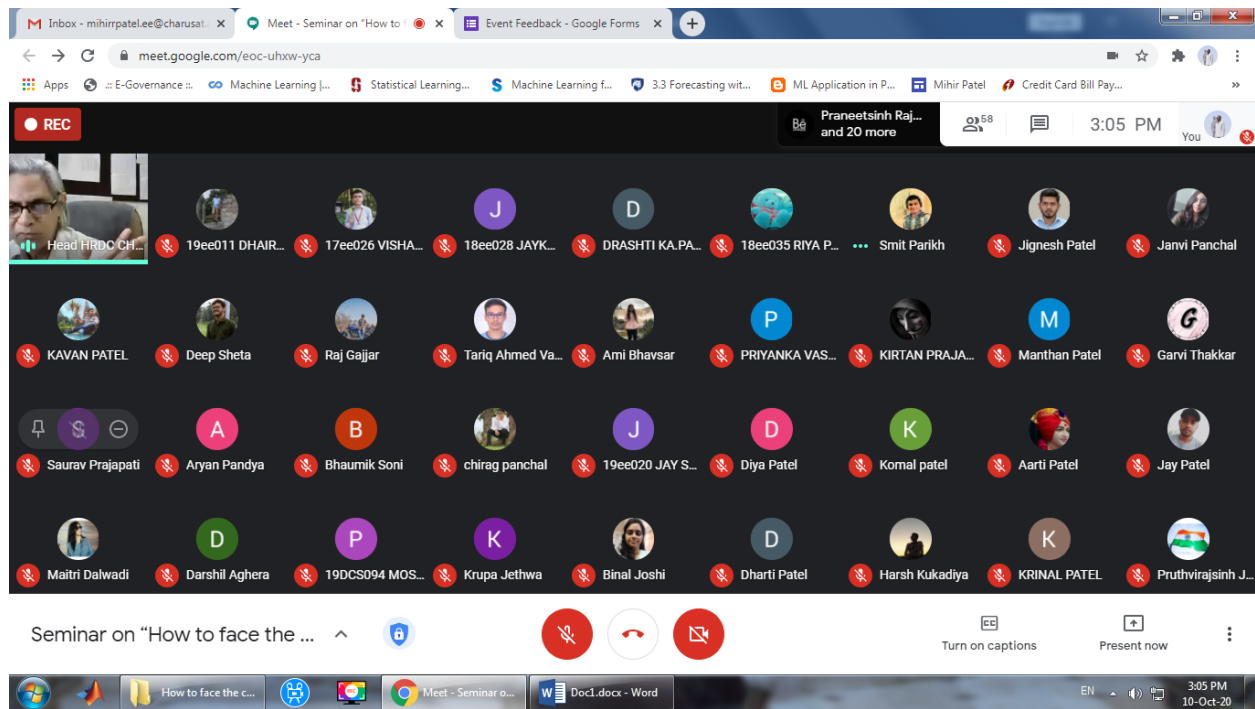 Inbox - mihirrpatel.ee@charusat.
Meet - Seminar on "How to f
Event Feedback - Google Forms
meet.google.com/eoc-uhxw-yca
Apps .:: E-Governance ::. Machine Learning |... Statistical Learning... Machine Learning f... 3.3 Forecasting wit... ML Application in P... Mihir Patel Credit Card Bill Pay... »
REC
Bē Praneetsinh Raj...
and 20 more
58
3:05 PM
You
Head HRDC CH... 19ee011 DHAIR... 17ee026 VISHA... J 18ee028 JAYK... D DRASHTI KA.PA... 18ee035 RIYA P... Smit Parikh Jignesh Patel Janvi Panchal
KAVAN PATEL Deep Sheta Raj Gajjar Tariq Ahmed Va... Ami Bhavsar P PRIYANKA VAS... KIRTAN PRAJA... M Manthan Patel G Garvi Thakkar
S Saurav Prajapati A Aryan Pandya B Bhaumik Soni chirag panchal J 19ee020 JAY S... D Diya Patel K Komal patel Aarti Patel Jay Patel
Maitri Dalwadi D Darshil Aghera P 19DCS094 MOS... K Krupa Jethwa Binal Joshi D Dharti Patel Harsh Kukadiya K KRINAL PATEL Pruthvirajsinh J...
Seminar on "How to face the ...
CC
Turn on captions
Present now
How to face the c...
REC
Meet - Seminar o...
W
Doc1.docx - Word
EN
3:05 PM
10-Oct-20